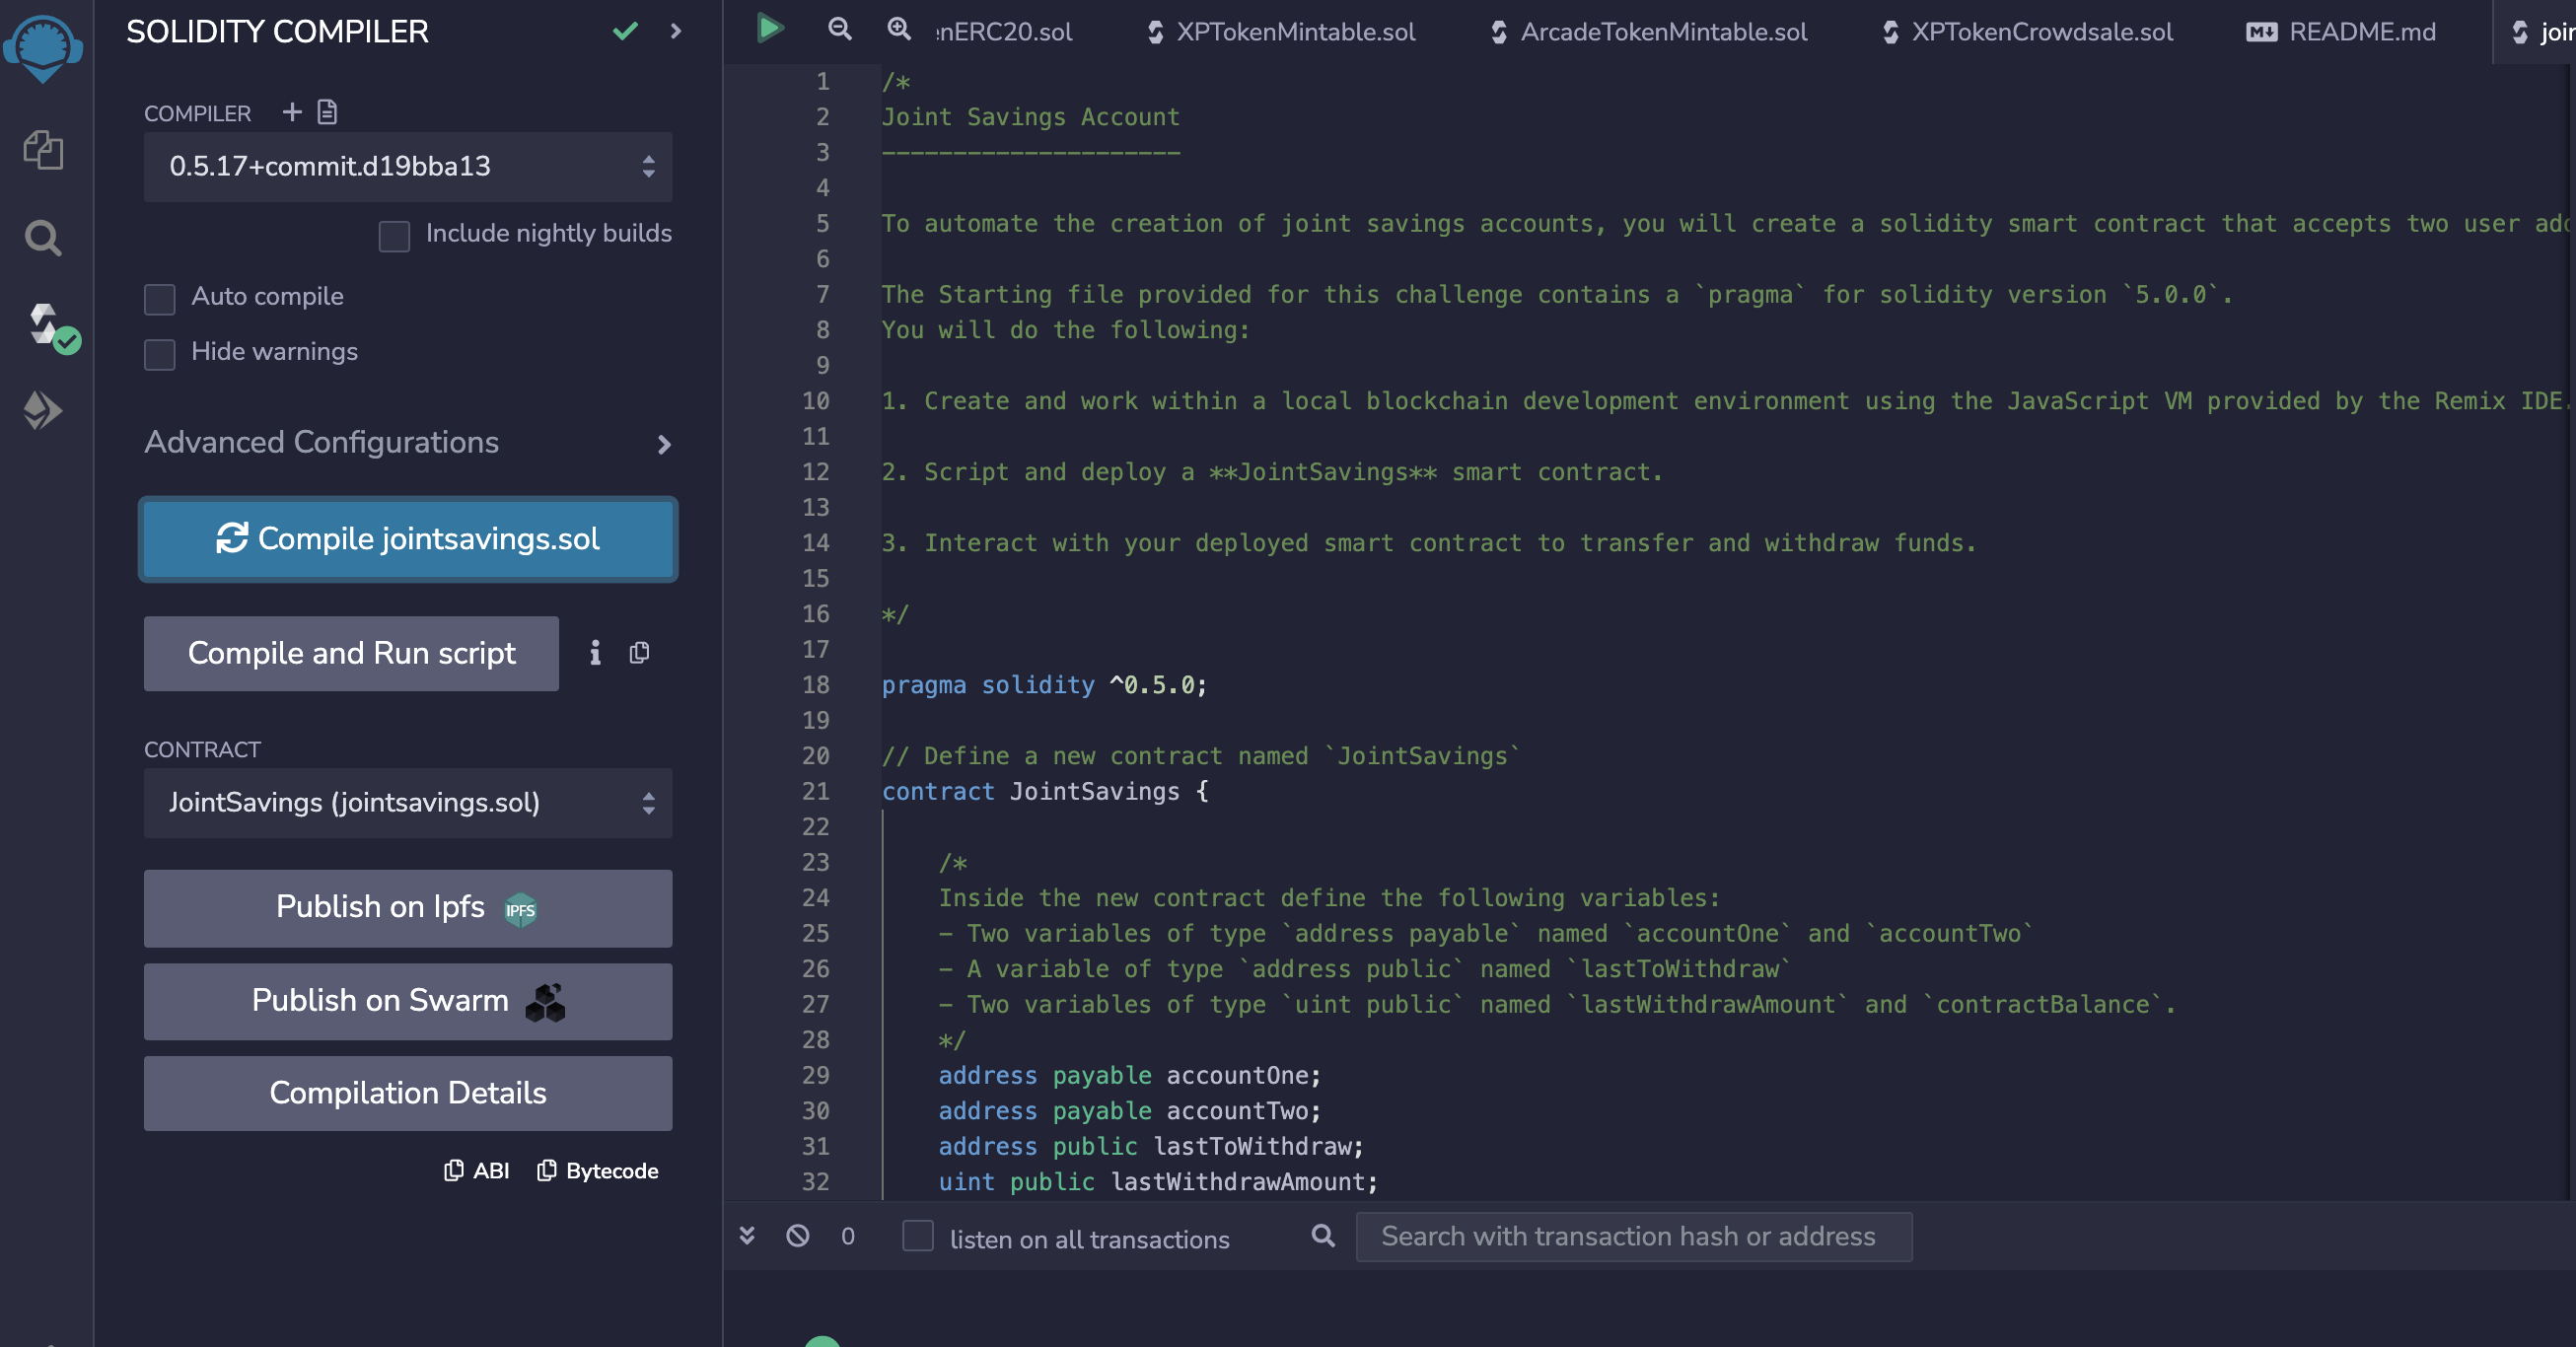 SOLIDITY COMPILER
COMPILER
0.5.17+commit.d19bba13
Include nightly builds
Auto compile
Hide warnings
Advanced Configurations
Compile jointsavings.sol
Compile and Run script
CONTRACT
JointSavings (jointsavings.sol)
Publish on Ipfs IPFS
Publish on Swarm
Compilation Details
ABI Bytecode
nERC20.sol XPTokenMintable.sol ArcadeTokenMintable.sol XPTokenCrowdsale.sol README.md
1 /*
2 Joint Savings Account
3 ---------------------
4
5 To automate the creation of joint savings accounts, you will create a solidity smart contract that accepts two user
6
7 The Starting file provided for this challenge contains a `pragma` for solidity version `5.0.0`.
8 You will do the following:
9
10 1. Create and work within a local blockchain development environment using the JavaScript VM provided by the Remix IDE.
11
12 2. Script and deploy a **JointSavings** smart contract.
13
14 3. Interact with your deployed smart contract to transfer and withdraw funds.
15
16 */
17
18 pragma solidity ^0.5.0;
19
20 // Define a new contract named `JointSavings`
21 contract JointSavings {
22
23 /*
24 Inside the new contract define the following variables:
25 - Two variables of type `address payable` named `accountOne` and `accountTwo`
26 - A variable of type `address public` named `lastToWithdraw`
27 - Two variables of type `uint public` named `lastWithdrawAmount` and `contractBalance`.
28 */
29 address payable accountOne;
30 address payable accountTwo;
31 address public lastToWithdraw;
32 uint public lastWithdrawAmount;
0 listen on all transactions Search with transaction hash or address